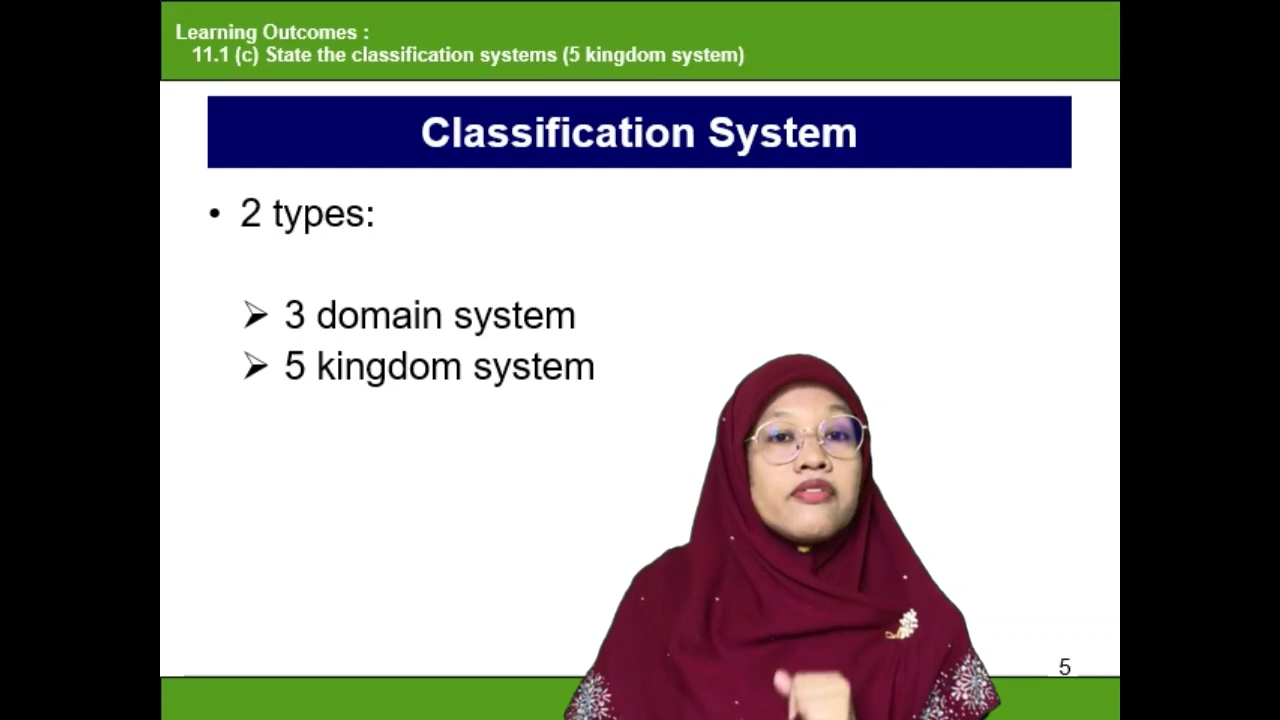 Learning Outcomes :
11.1 (c) State the classification systems (5 kingdom system)
Classification System
• 2 types:
➢ 3 domain system
➢ 5 kingdom system
5